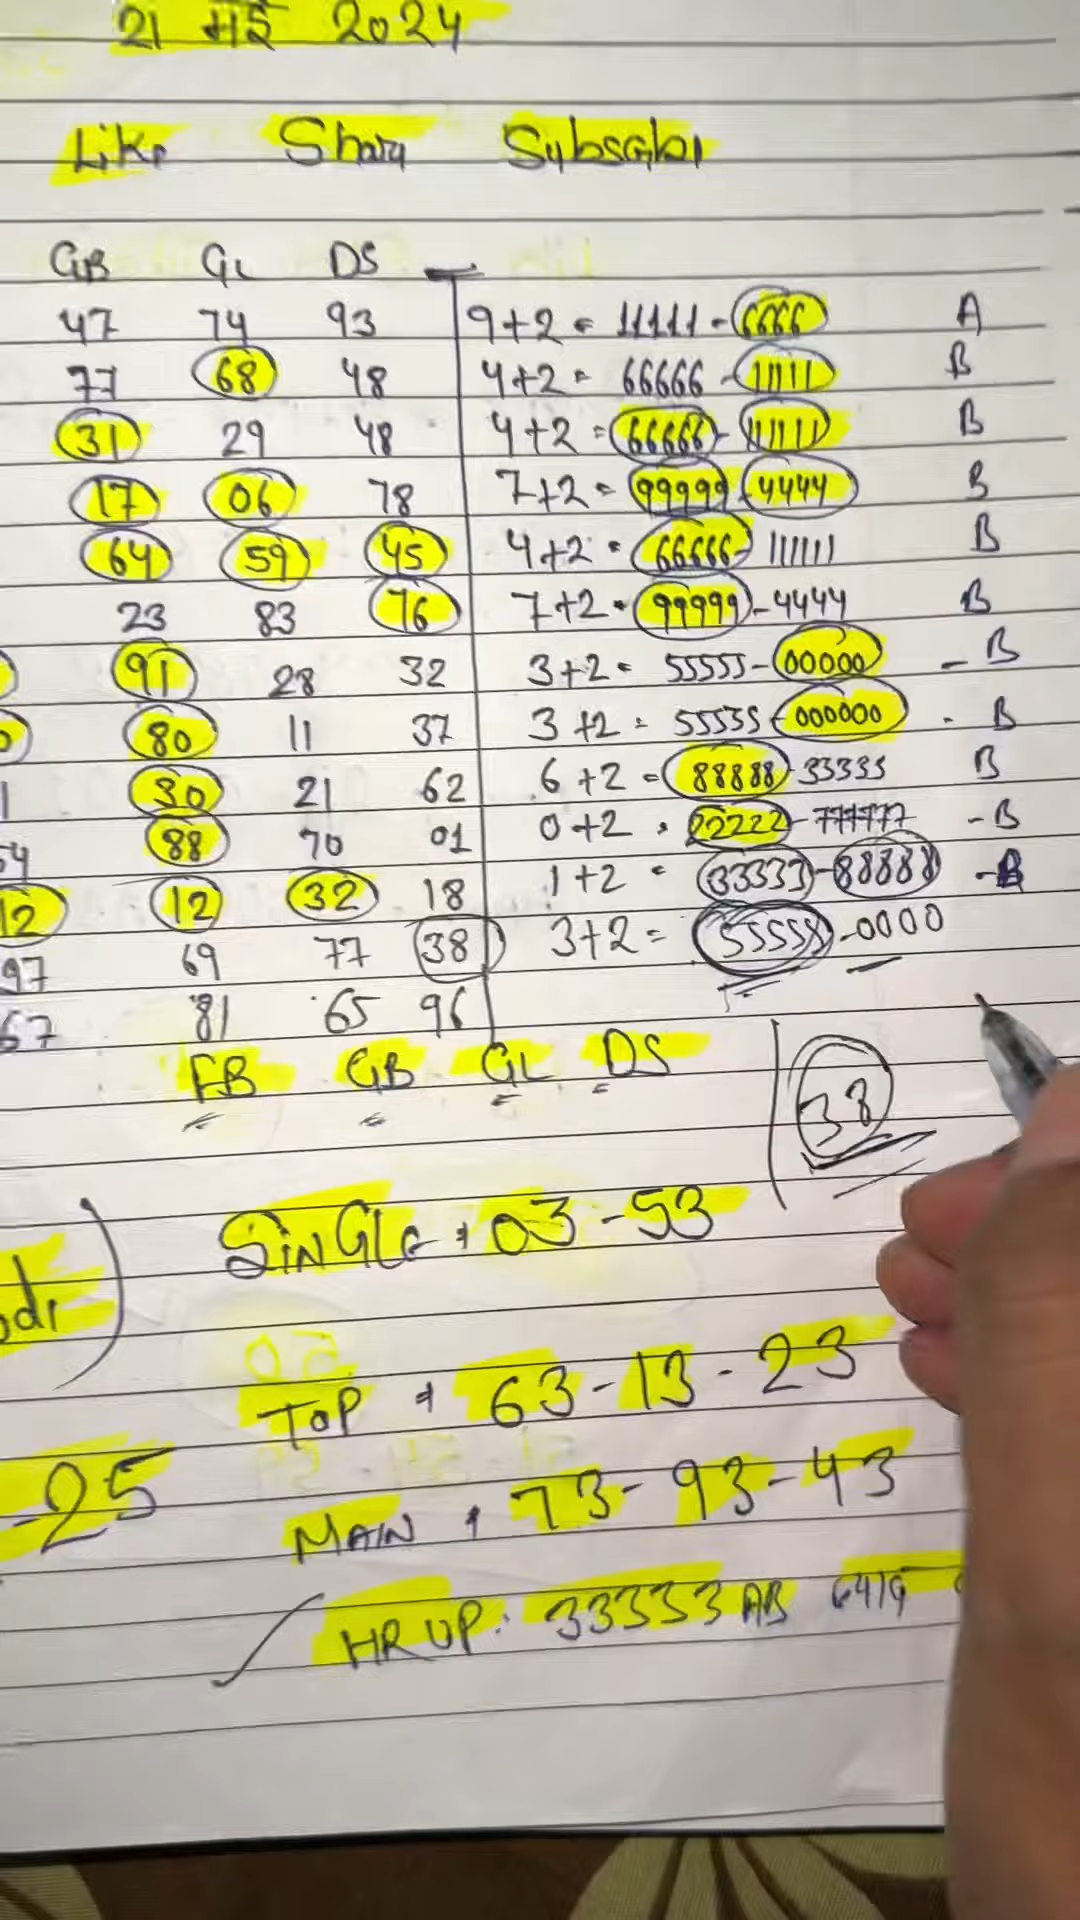 21 मई 2024
Like Share Subscribe
GB GL DS
47 74 93 9+2= 11111-6666 A
77 68 48 4+2= 66666-11111 B
31 29 48 4+2= 66666-111111 B
17 06 78 7+2= 99999-4444 B
64 59 45 4+2= 66666-111111 B
23 83 76 7+2= 99999-4444 B
91 28 32 3+2= 55555-00000 - B
80 11 37 3+2= 55555-000000 - B
30 21 62 6+2= 88888-33333 B
88 70 01 0+2= 22222-777777 - B
12 12 32 18 1+2= 33333-88888 - B
97 69 77 38 3+2= 55555-0000
67 81 65 96
FB GB GL DS
38
SINGLE + 03-53
TOP + 63-13-23
-25
MAIN + 73-93-43
HR UP: 33333 AB